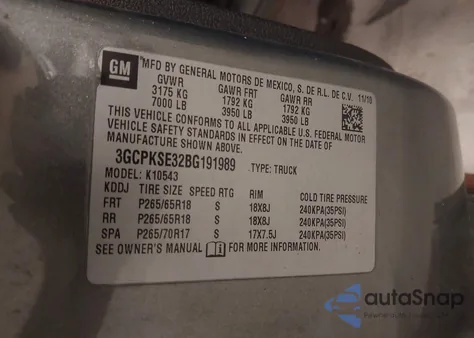 GM
MFD BY GENERAL MOTORS DE MEXICO, S. DE R.L. DE C.V. 11/10
GVWR GAWR FRT GAWR RR
3175 KG 1792 KG 1792 KG
7000 LB 3950 LB 3950 LB
THIS VEHICLE CONFORMS TO ALL APPLICABLE U.S. FEDERAL MOTOR
VEHICLE SAFETY STANDARDS IN EFFECT ON THE DATE OF
MANUFACTURE SHOWN ABOVE.
3GCPKSE32BG191989 TYPE: TRUCK
MODEL: K10543
KDDJ TIRE SIZE SPEED RTG RIM COLD TIRE PRESSURE
FRT P265/65R18 S 18X8J 240KPA(35PSI)
RR P265/65R18 S 18X8J 240KPA(35PSI)
SPA P265/70R17 S 17X7.5J 240KPA(35PSI)
SEE OWNER'S MANUAL FOR MORE INFORMATION.
autoSnap